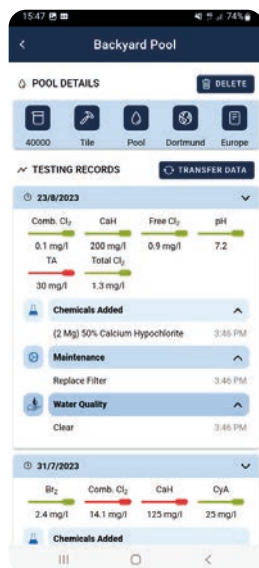 15:47 74%
Backyard Pool
POOL DETAILS DELETE
40000 Tile Pool Dortmund Europe
TESTING RECORDS TRANSFER DATA
23/8/2023
Comb. Cl₂ CaH Free Cl₂ pH
0.1 mg/l 200 mg/l 0.9 mg/l 7.2
TA Total Cl₂
30 mg/l 1.3 mg/l
Chemicals Added
(2 Mg) 50% Calcium Hypochlorite 3:46 PM
Maintenance
Replace Filter 3:46 PM
Water Quality
Clear 3:46 PM
31/7/2023
Br₂ Comb. Cl₂ CaH CyA
2.4 mg/l 14.1 mg/l 125 mg/l 25 mg/l
Chemicals Added